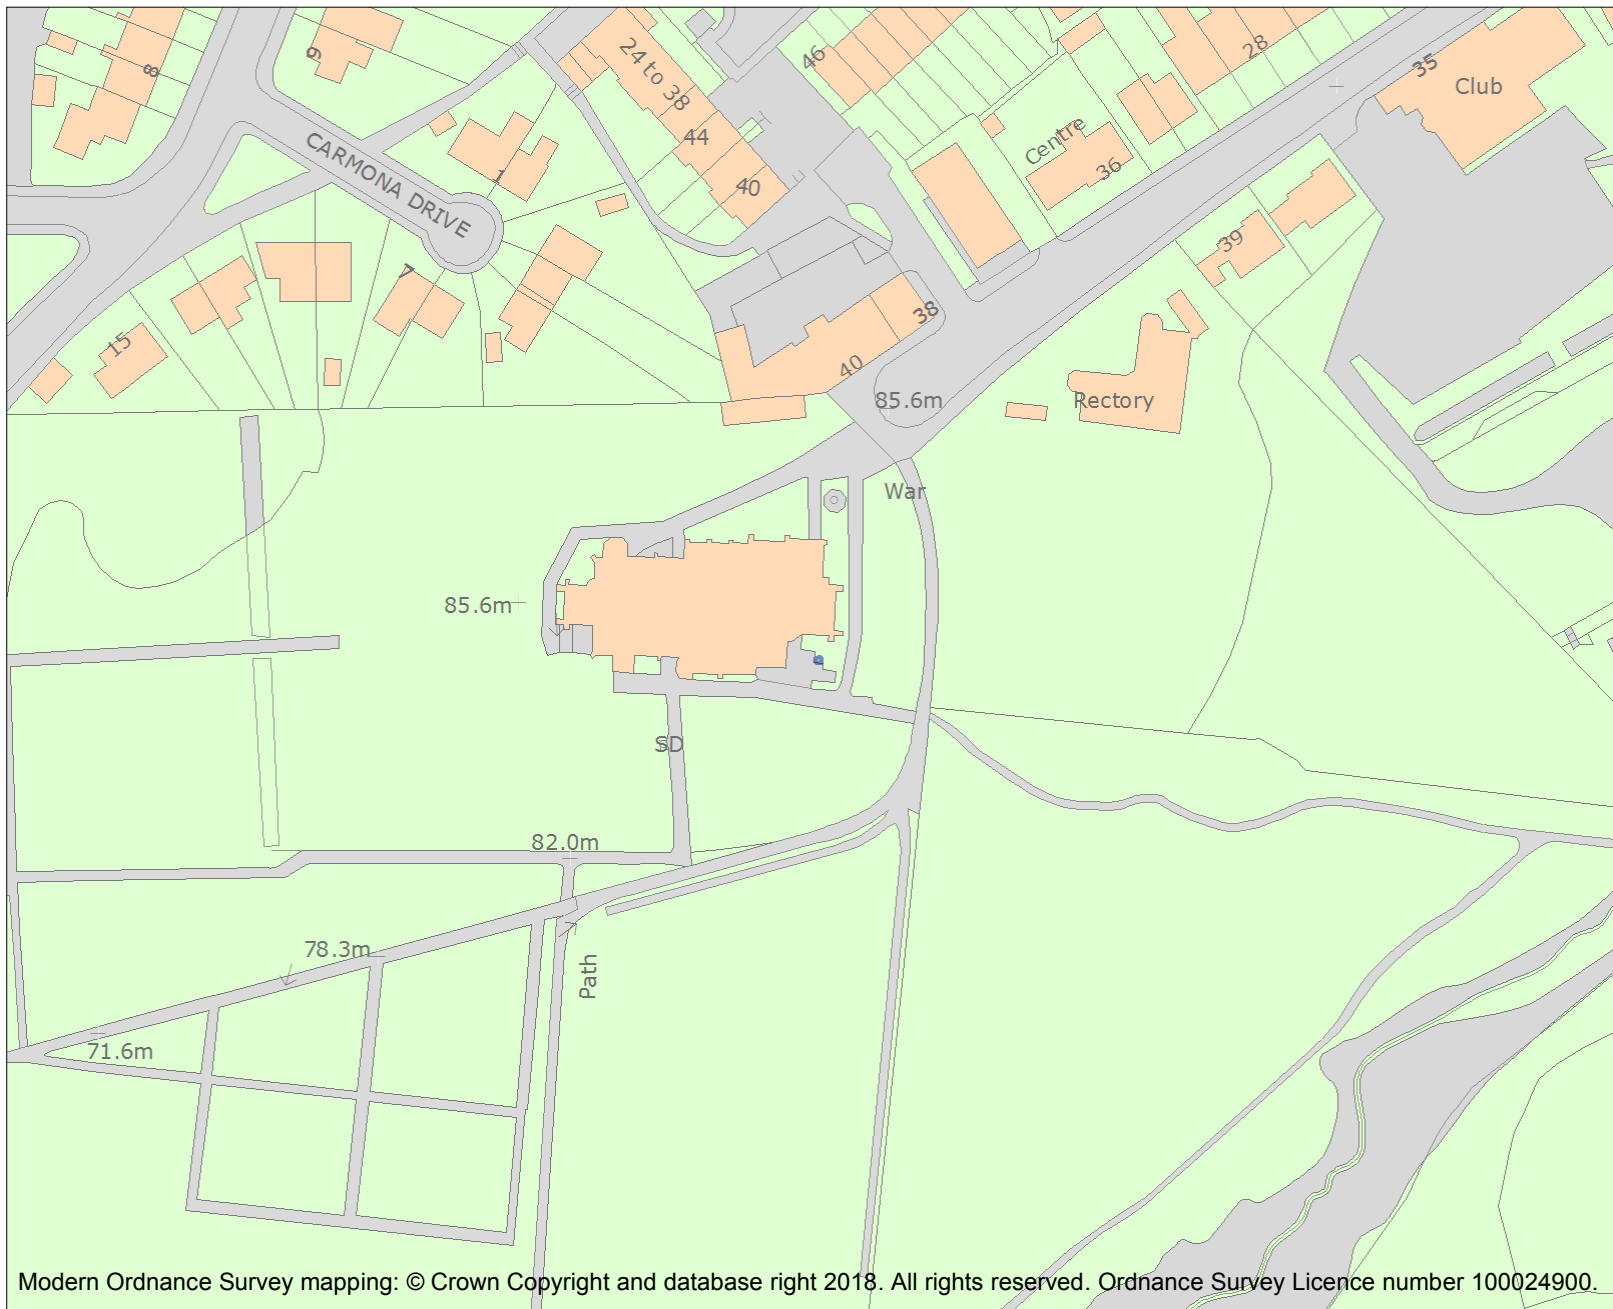 24 to 38
46
28
35
Club
9
8
44
Centre
36
CARMONA DRIVE
1
40
39
7
38
15
40
85.6m
Rectory
War
85.6m
SD
82.0m
78.3m
Path
71.6m
Modern Ordnance Survey mapping: © Crown Copyright and database right 2018. All rights reserved. Ordnance Survey Licence number 100024900.